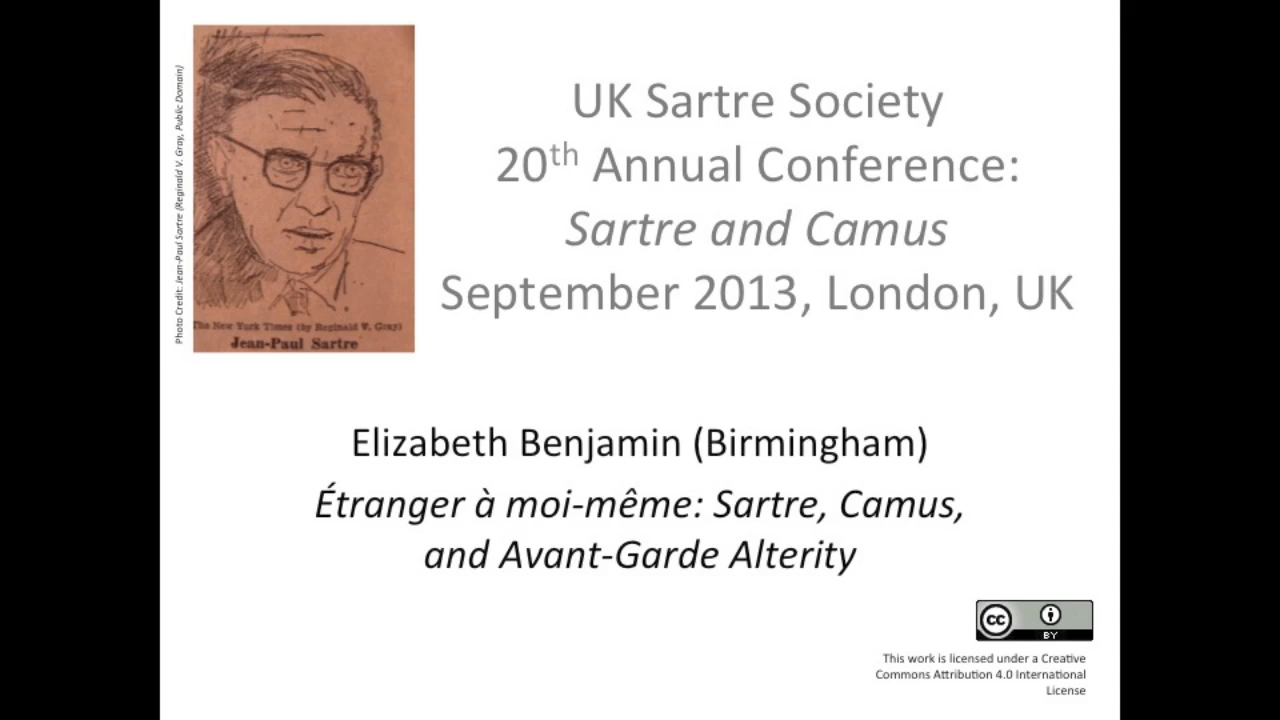 Photo Credit: Jean-Paul Sartre (Reginald V. Gray, Public Domain)
The New York Times (by Reginald V. Gray)
Jean-Paul Sartre
UK Sartre Society
20th Annual Conference:
Sartre and Camus
September 2013, London, UK
Elizabeth Benjamin (Birmingham)
Étranger à moi-même: Sartre, Camus,
and Avant-Garde Alterity
cc
BY
This work is licensed under a Creative
Commons Attribution 4.0 International
License